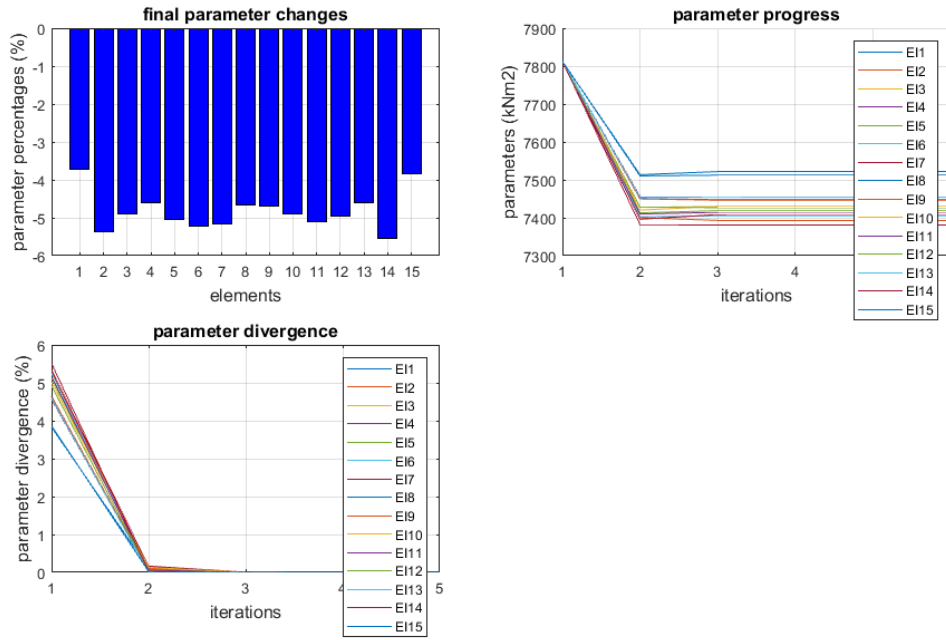 final parameter changes
parameter percentages (%)
0
-1
-2
-3
-4
-5
-6
1 2 3 4 5 6 7 8 9 10 11 12 13 14 15
elements
parameter progress
parameters (kNm2)
7900
7800
7700
7600
7500
7400
7300
1 2 3 4
iterations
EI1
EI2
EI3
EI4
EI5
EI6
EI7
EI8
EI9
EI10
EI11
EI12
EI13
EI14
EI15
parameter divergence
parameter divergence (%)
6
5
4
3
2
1
0
1 2 3 4 5
iterations
EI1
EI2
EI3
EI4
EI5
EI6
EI7
EI8
EI9
EI10
EI11
EI12
EI13
EI14
EI15